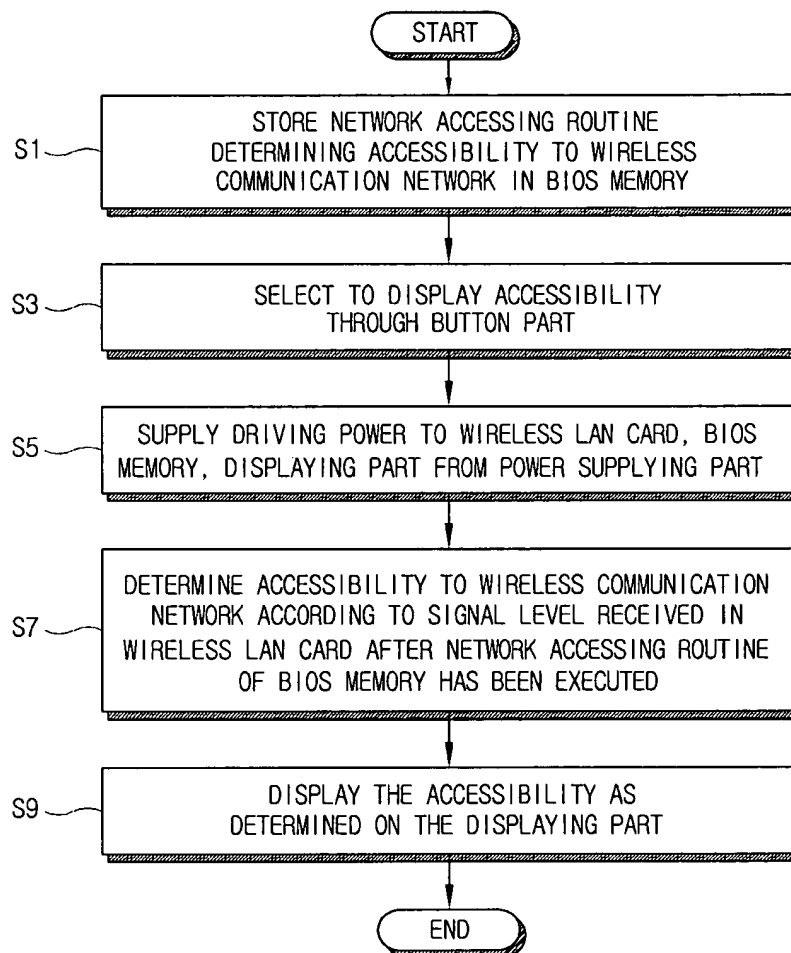 START
S1
STORE NETWORK ACCESSING ROUTINE
DETERMINING ACCESSIBILITY TO WIRELESS
COMMUNICATION NETWORK IN BIOS MEMORY
S3
SELECT TO DISPLAY ACCESSIBILITY
THROUGH BUTTON PART
S5
SUPPLY DRIVING POWER TO WIRELESS LAN CARD, BIOS
MEMORY, DISPLAYING PART FROM POWER SUPPLYING PART
S7
DETERMINE ACCESSIBILITY TO WIRELESS COMMUNICATION
NETWORK ACCORDING TO SIGNAL LEVEL RECEIVED IN
WIRELESS LAN CARD AFTER NETWORK ACCESSING ROUTINE
OF BIOS MEMORY HAS BEEN EXECUTED
S9
DISPLAY THE ACCESSIBILITY AS
DETERMINED ON THE DISPLAYING PART
END